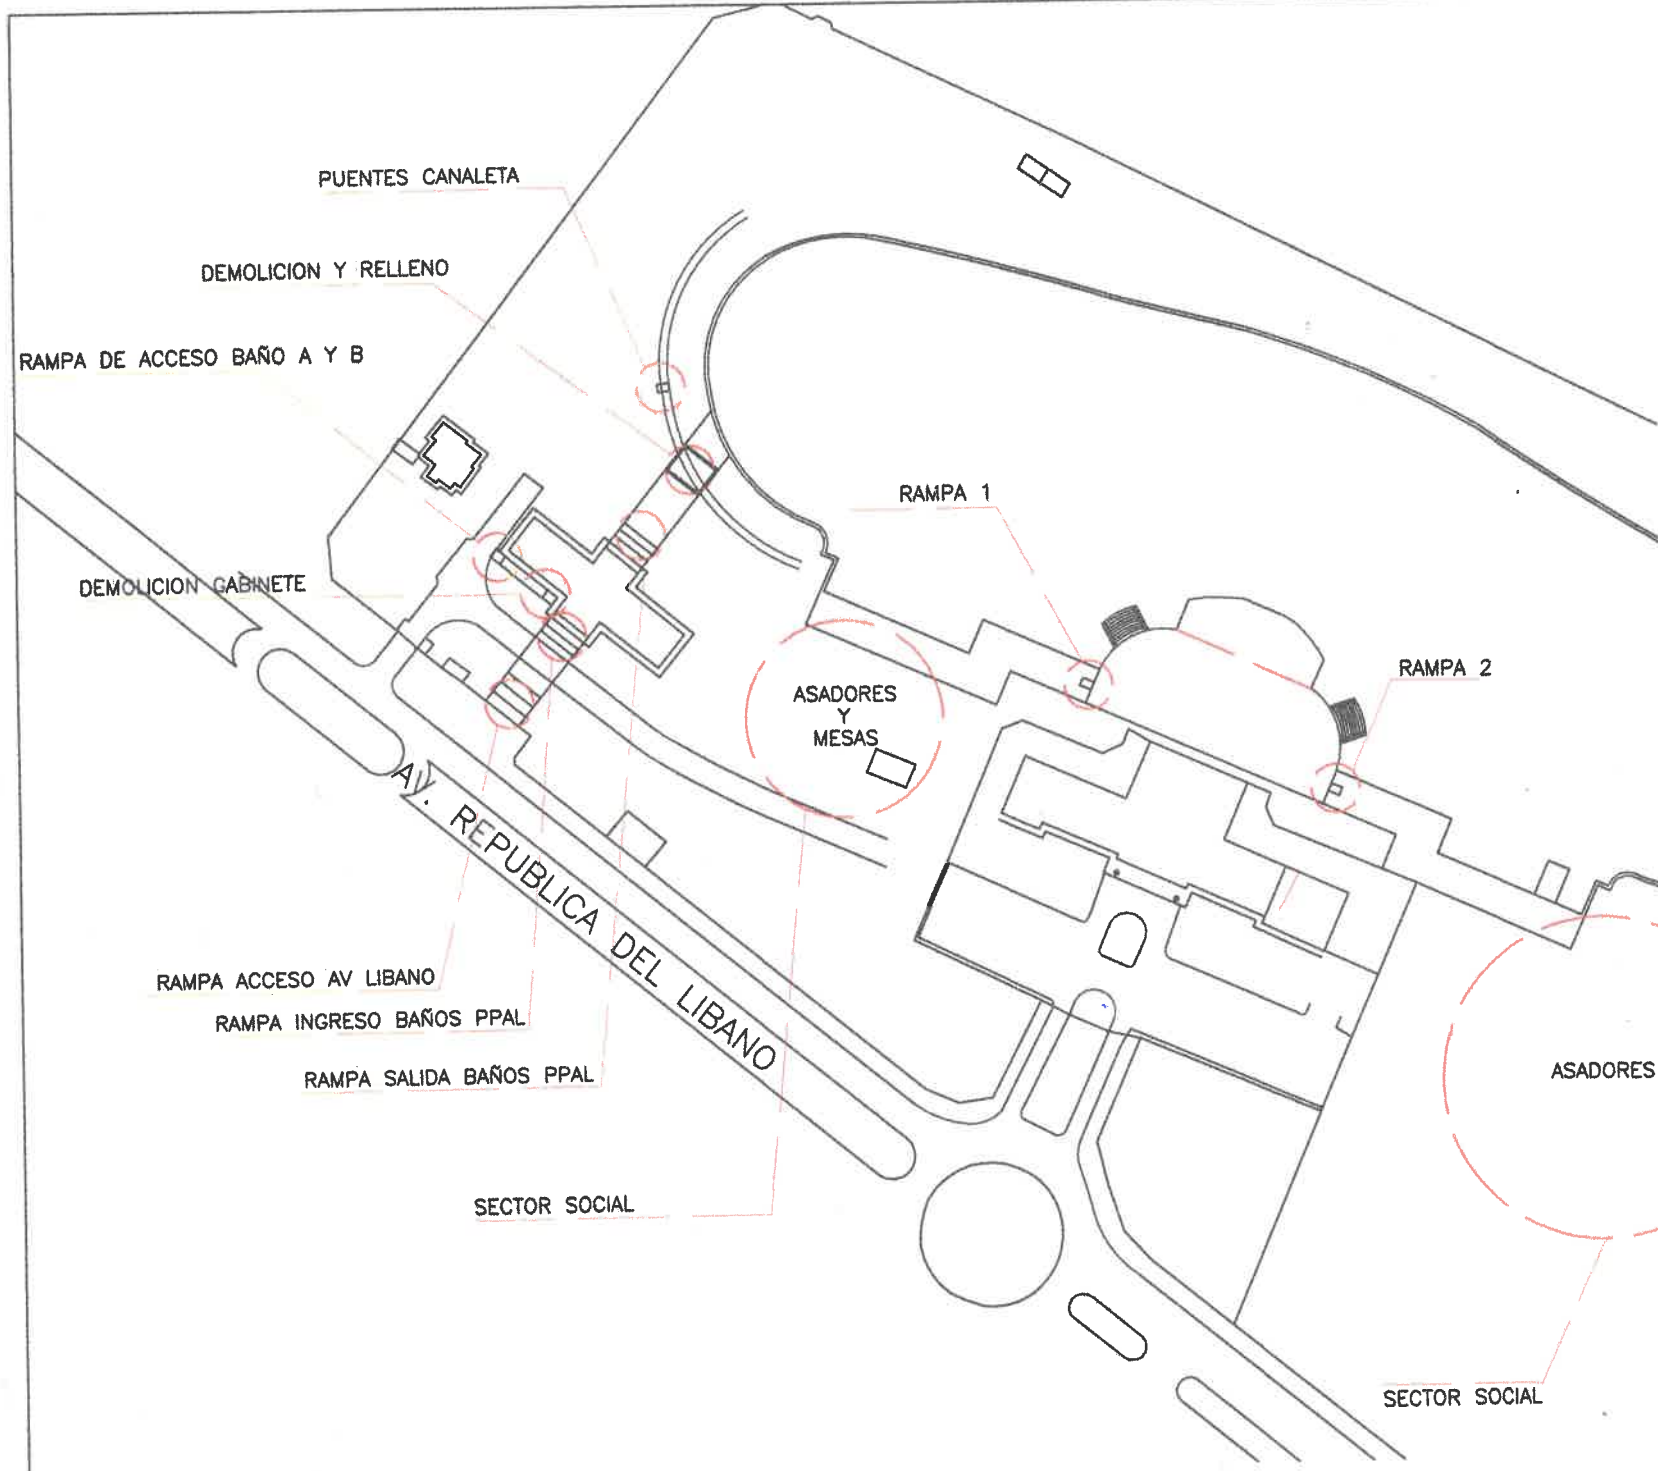 PUENTES CANALETA
DEMOLICION Y RELLENO
RAMPA DE ACCESO BAÑO A Y B
RAMPA 1
DEMOLICION GABINETE
RAMPA 2
ASADORES
Y
MESAS
AV. REPUBLICA DEL LIBANO
RAMPA ACCESO AV LIBANO
RAMPA INGRESO BAÑOS PPAL
RAMPA SALIDA BAÑOS PPAL
ASADORES
SECTOR SOCIAL
SECTOR SOCIAL